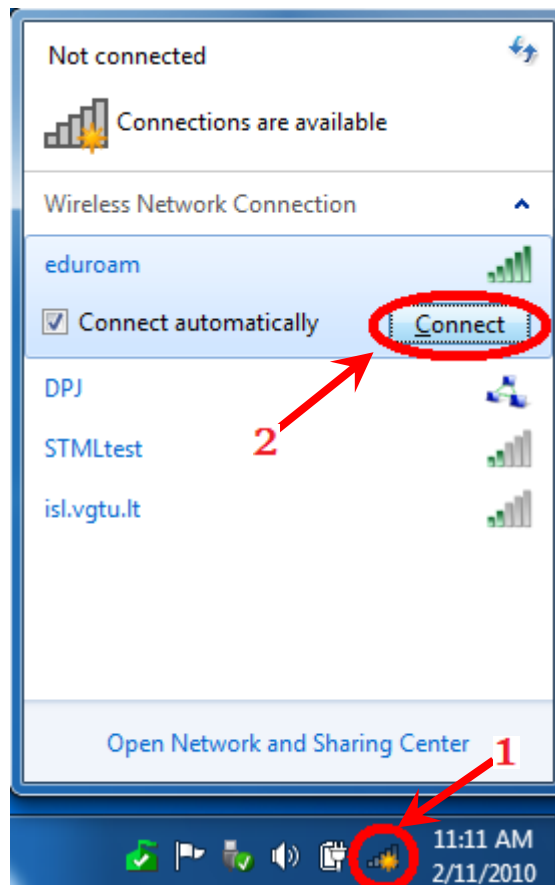 Not connected
Connections are available
Wireless Network Connection
eduroam
Connect automatically Connect
DPJ
2
STMLtest
isl.vgtu.lt
Open Network and Sharing Center
1
11:11 AM
2/11/2010